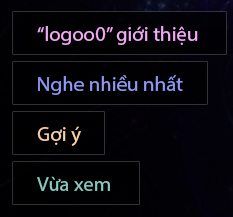 “logoo0” giới thiệu
Nghe nhiều nhất
Gợi ý
Vừa xem